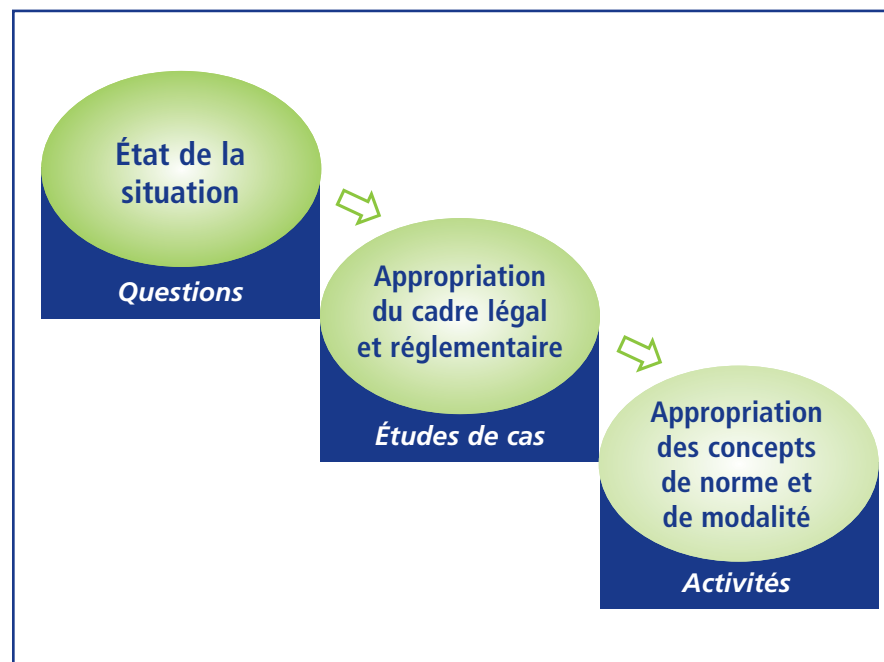 État de la
situation
Questions
Appropriation
du cadre légal
et réglementaire
Études de cas
Appropriation
des concepts
de norme et
de modalité
Activités